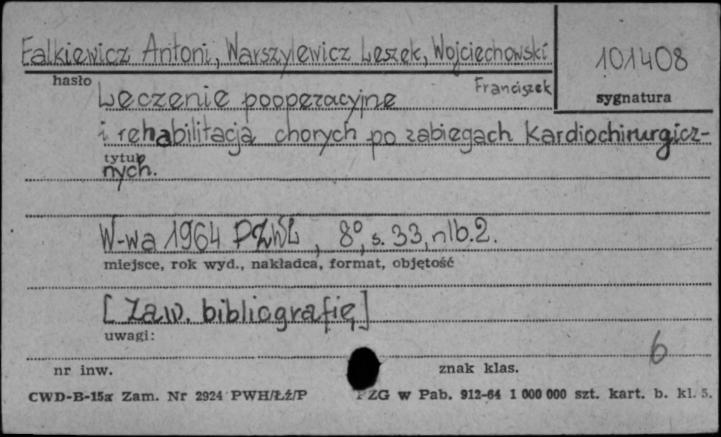 Falkiewicz Antoni, Warszylewicz Leszek, Wojciechowski
Franciszek
101408
hasło
sygnatura
Leczenie pooperacyjne
i rehabilitacja chorych po zabiegach kardiochirurgicz-
tytuł
nych.
W-wa 1964 PZWL, 8°, s. 33, nlb. 2.
miejsce, rok wyd., nakładca, format, objętość
[Zaw. bibliografię]
uwagi:
6
nr inw.
znak klas.
CWD-B-15a Zam. Nr 2924 PWH/Łź/P PZG w Pab. 912-64 1 000 000 szt. kart. b. kl. 5.